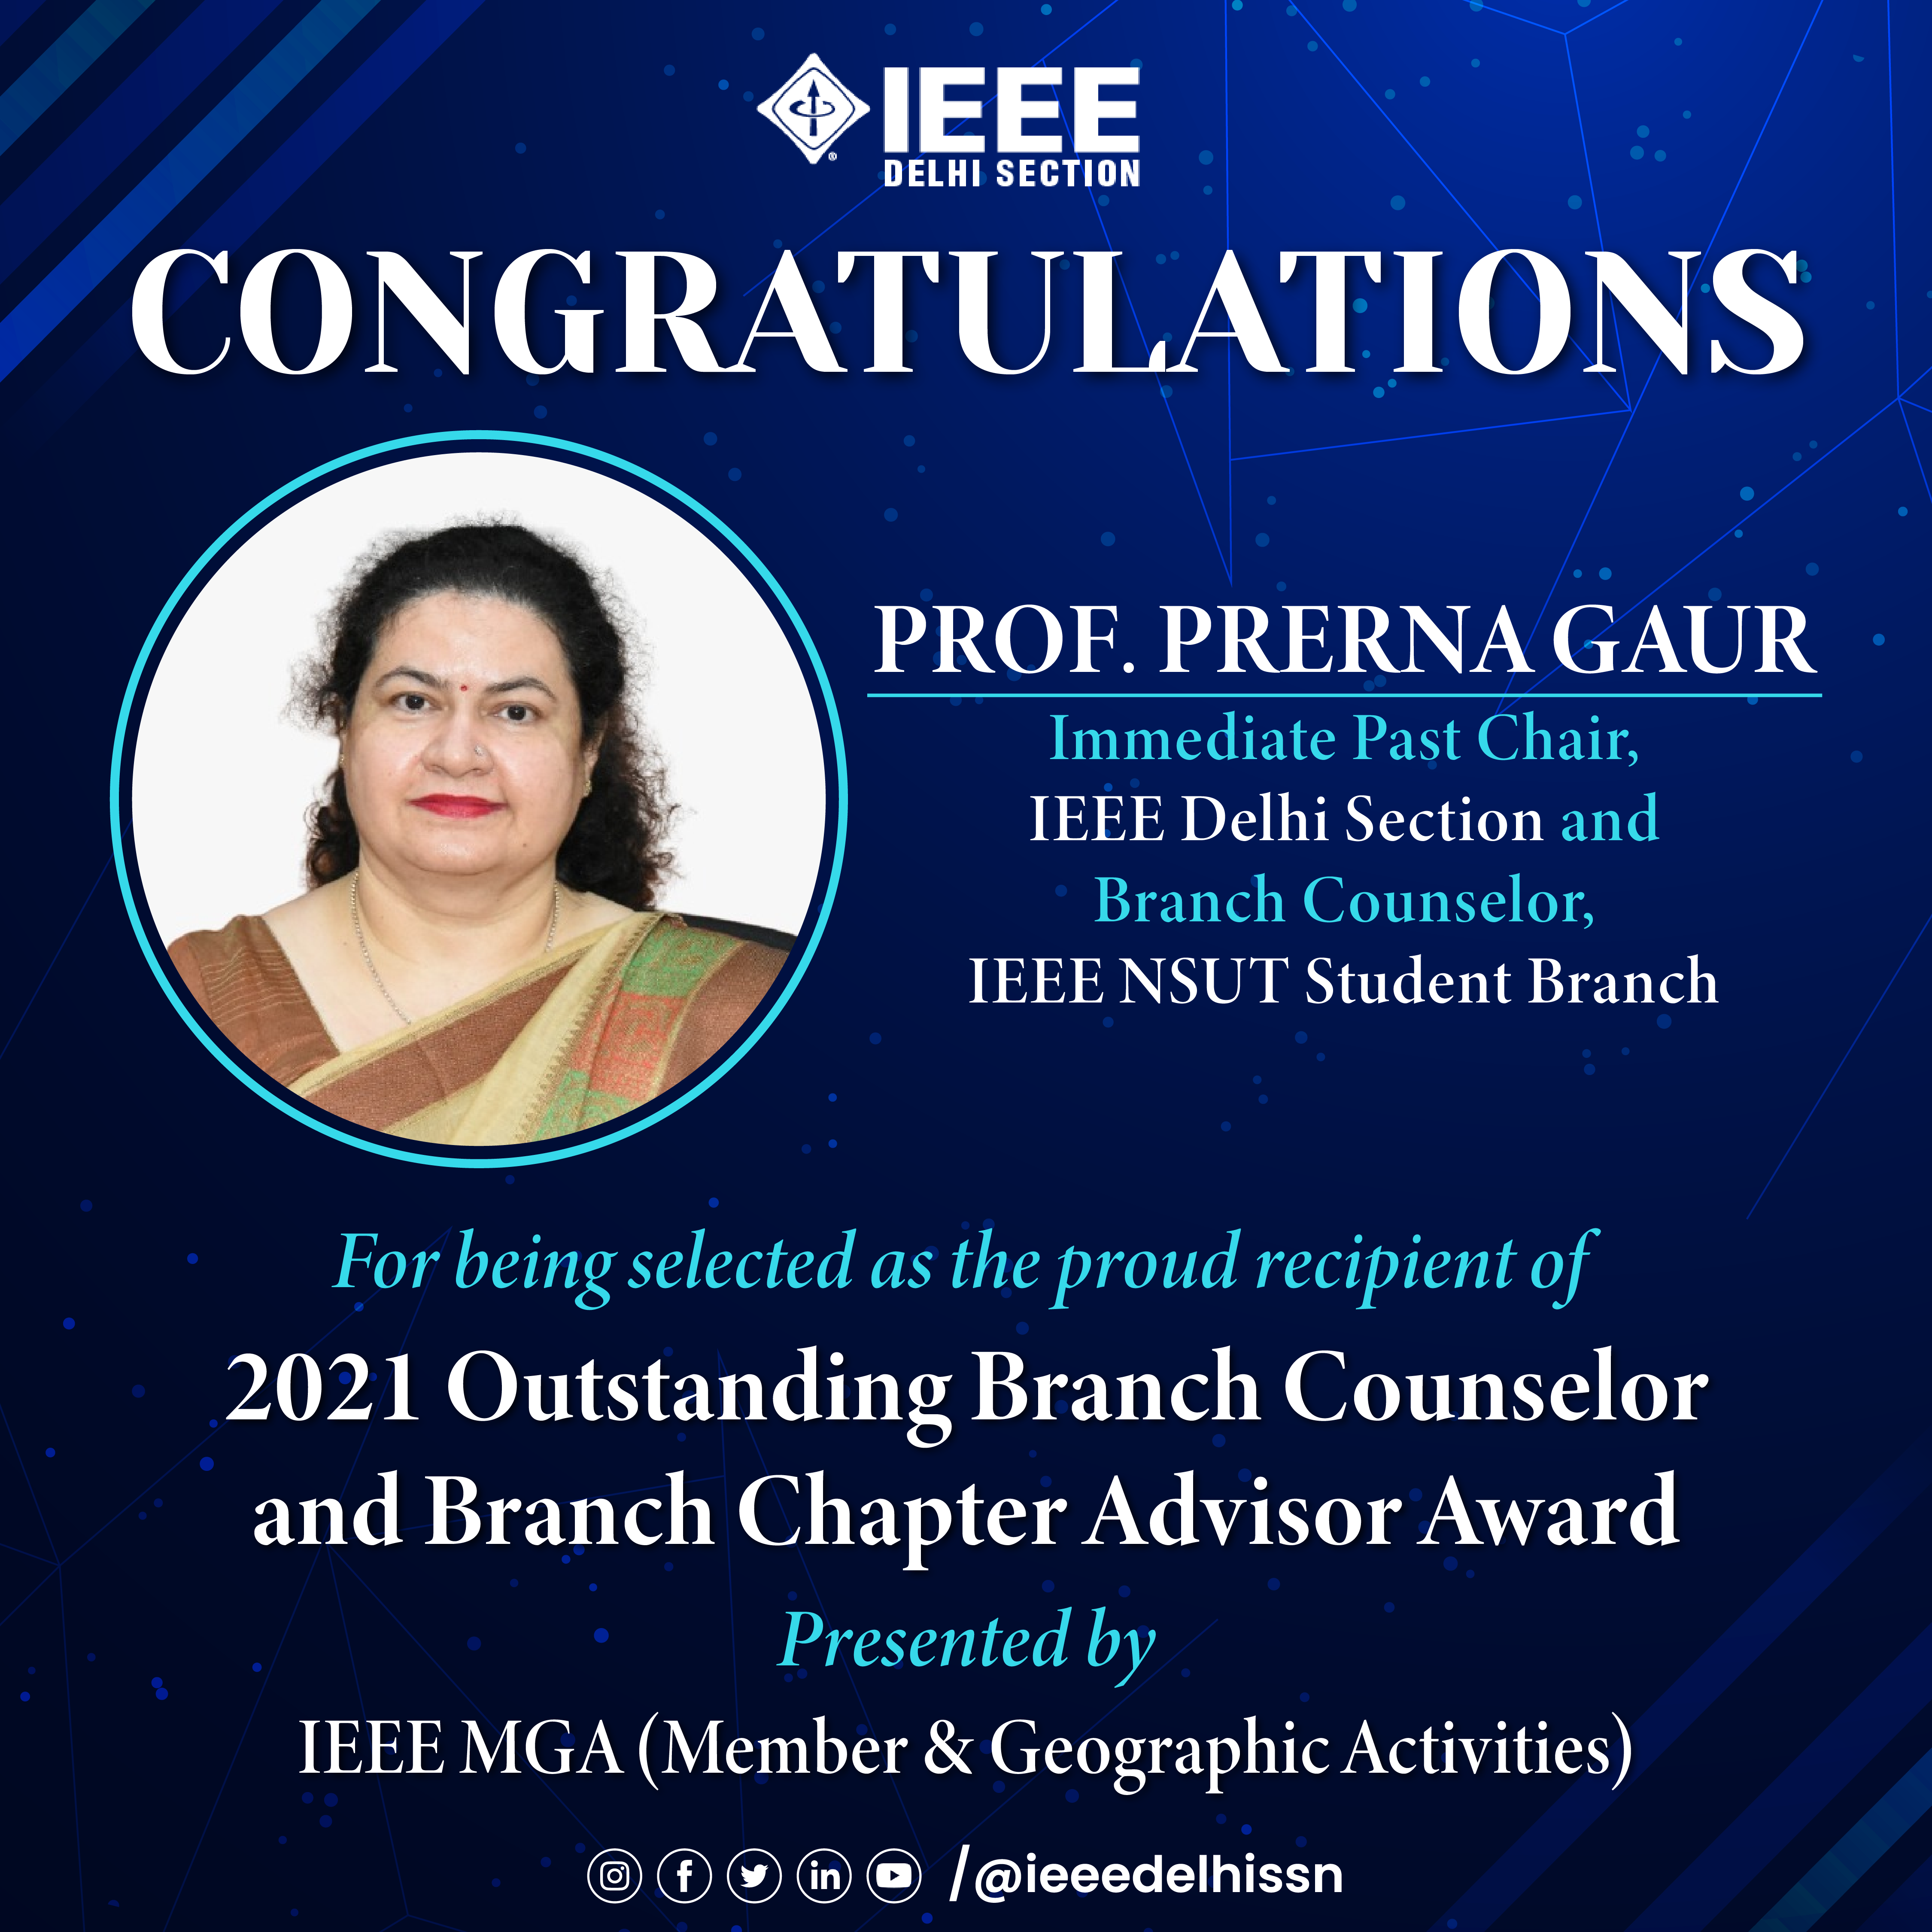 IEEE
DELHI SECTION
CONGRATULATIONS
PROF. PRERNA GAUR
Immediate Past Chair,
IEEE Delhi Section and
Branch Counselor,
IEEE NSUT Student Branch
For being selected as the proud recipient of
2021 Outstanding Branch Counselor
and Branch Chapter Advisor Award
Presented by
IEEE MGA (Member & Geographic Activities)
/@ieeedelhissn